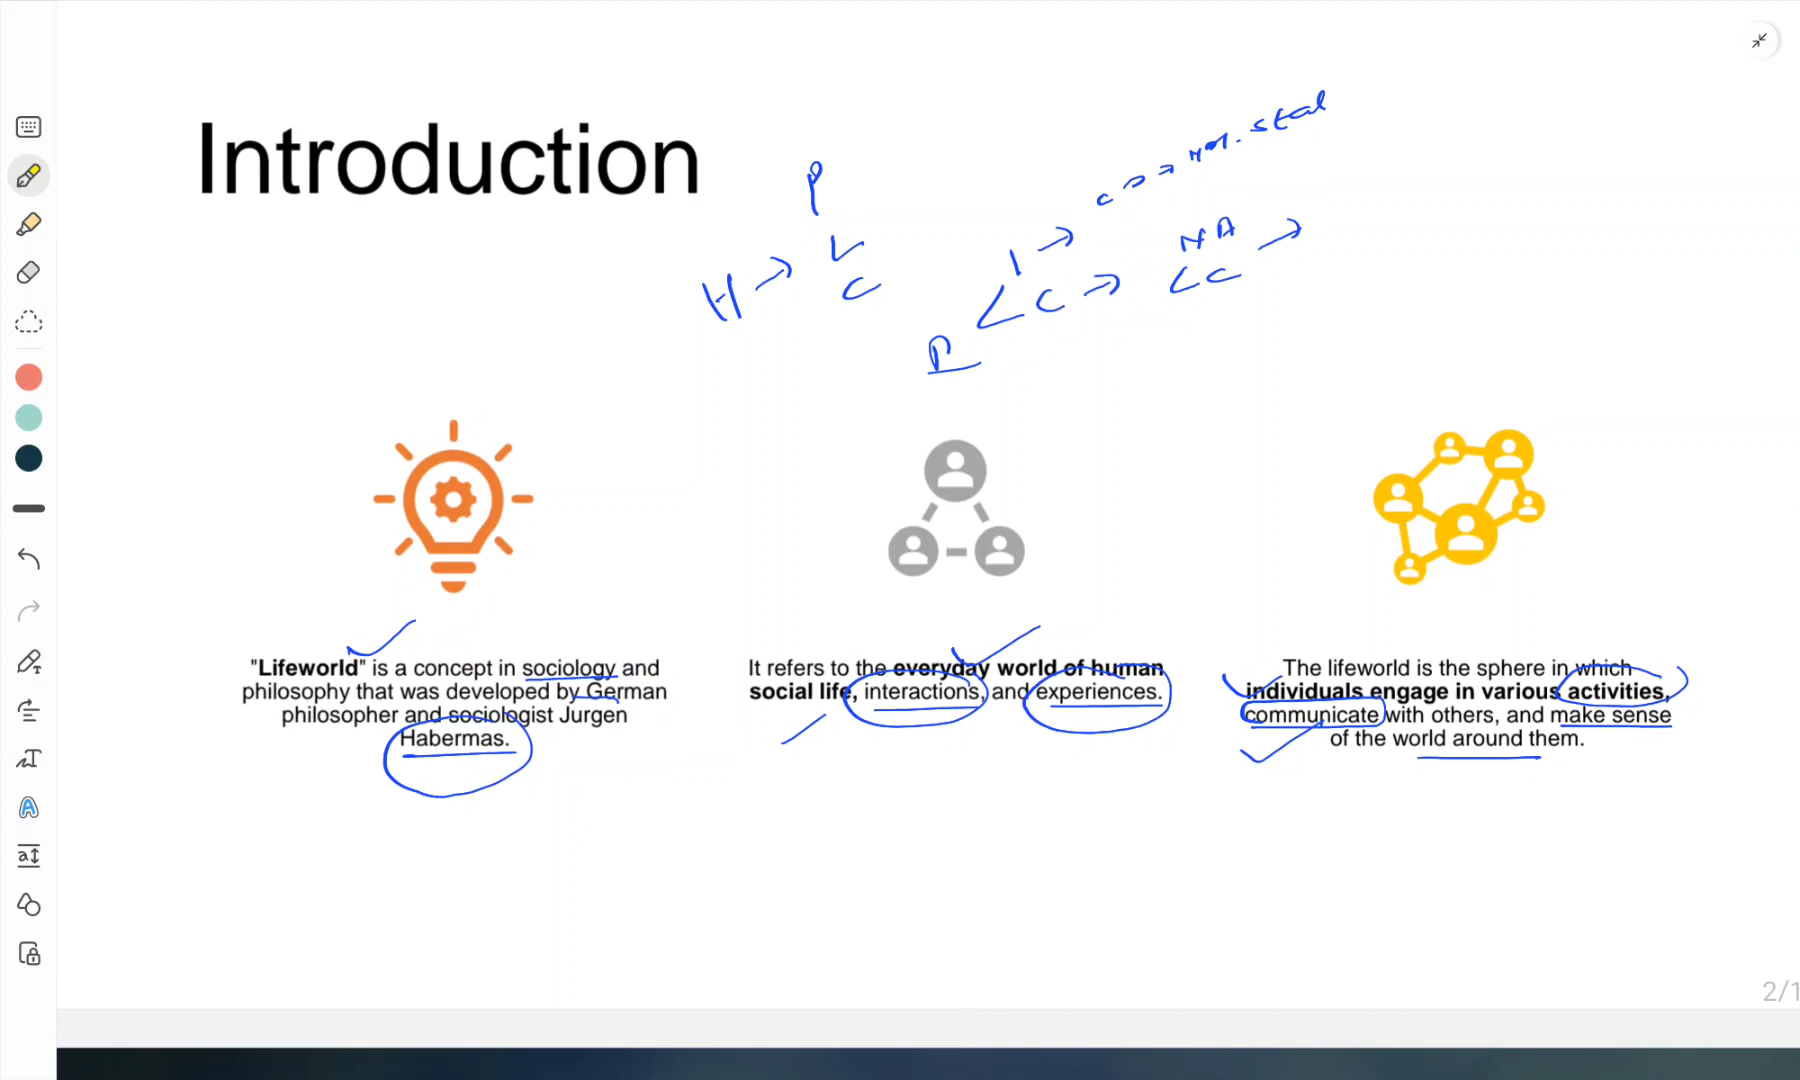 Introduction
P
L
C
H →
I →
L C →
NA
LC →
P
"Lifeworld" is a concept in sociology and
philosophy that was developed by German
philosopher and sociologist Jurgen
Habermas.
It refers to the everyday world of human
social life, interactions, and experiences.
The lifeworld is the sphere in which
individuals engage in various activities,
communicate with others, and make sense
of the world around them.
2/1